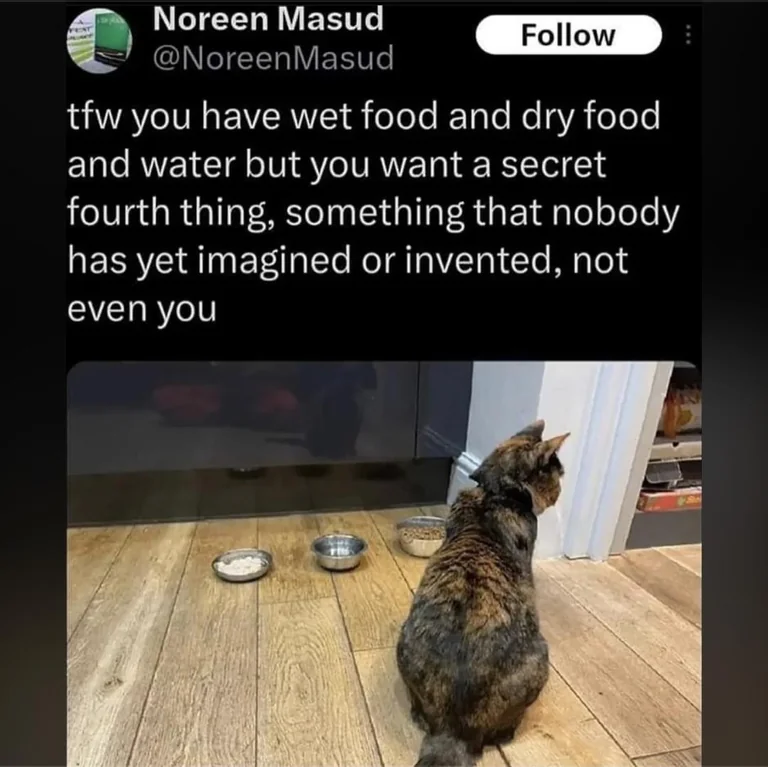 Noreen Masud
@NoreenMasud
Follow
tfw you have wet food and dry food
and water but you want a secret
fourth thing, something that nobody
has yet imagined or invented, not
even you